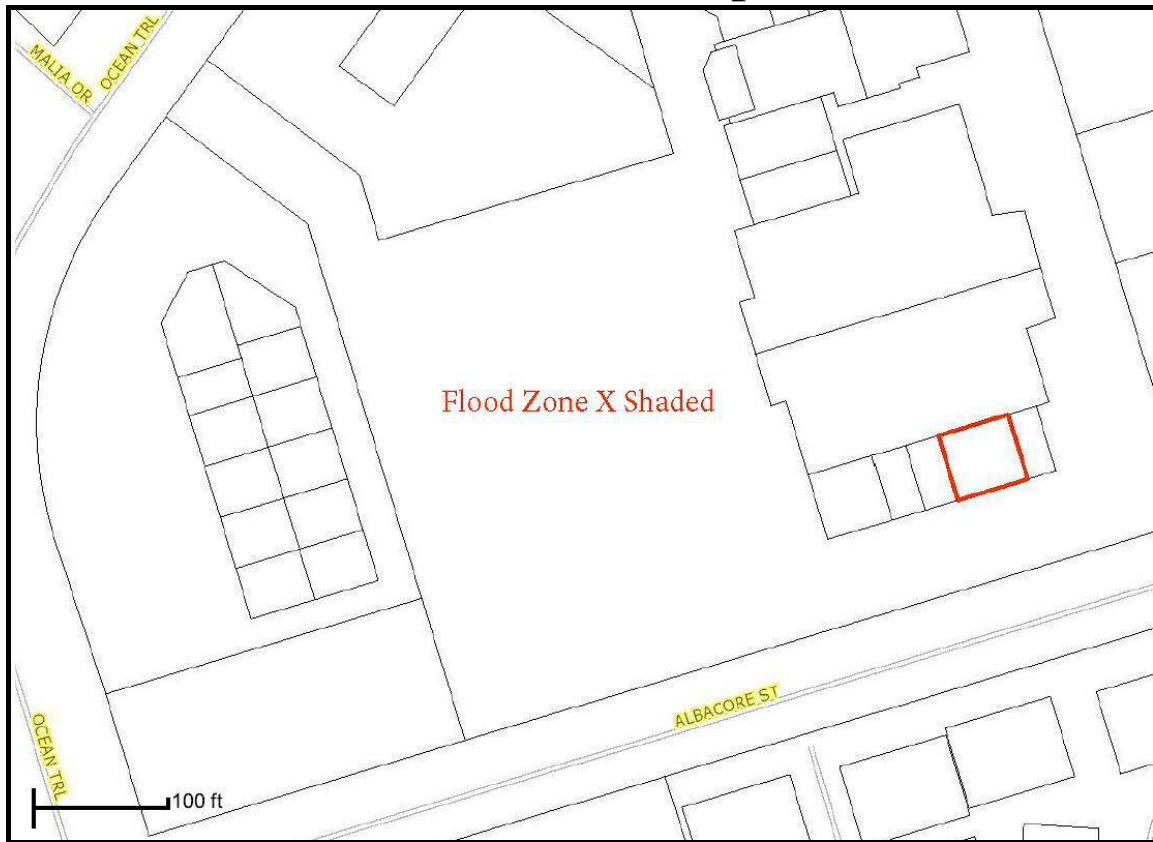 MALIA DR
OCEAN TRL
Flood Zone X Shaded
ALBACORE ST
OCEAN TRL
100 ft